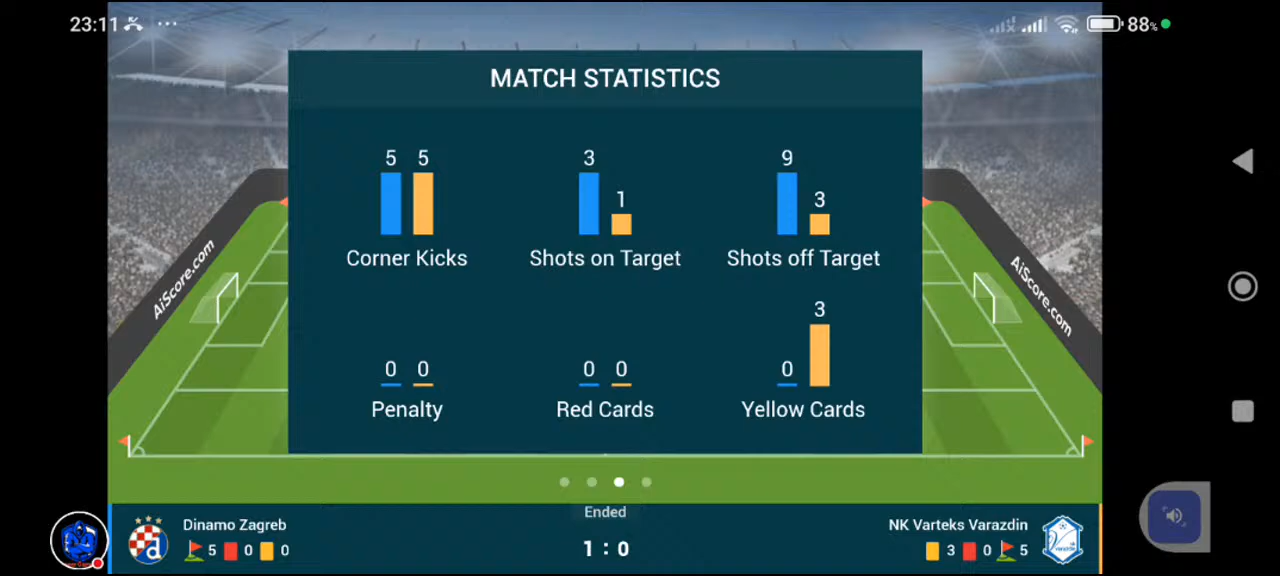 23:11 ... 88%
MATCH STATISTICS
5 5 3 1 9 3
Corner Kicks Shots on Target Shots off Target
0 0 0 0 0 3
Penalty Red Cards Yellow Cards
AiScore.com
AiScore.com
Ended
Dinamo Zagreb
5 0 0
1 : 0
NK Varteks Varazdin
3 0 5